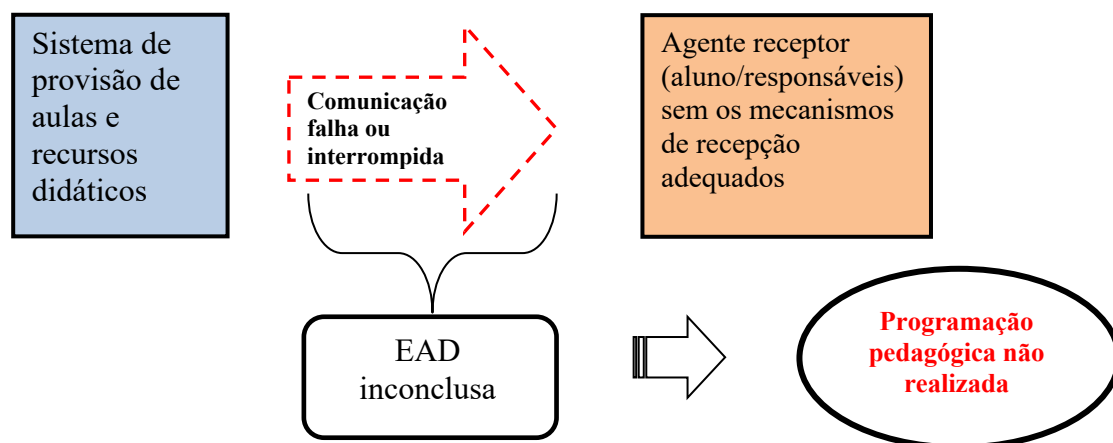 Sistema de
provisão de
aulas e
recursos
didáticos
Comunicação
falha ou
interrompida
Agente receptor
(aluno/responsáveis)
sem os mecanismos
de recepção
adequados
EAD
inconclusa
Programação
pedagógica não
realizada